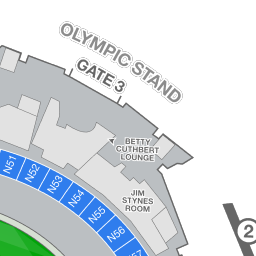 OLYMPIC STAND
GATE 3
BETTY
CUTHBERT
LOUNGE
JIM
STYNES
ROOM
N51
N52
N53
N54
N55
N56
2